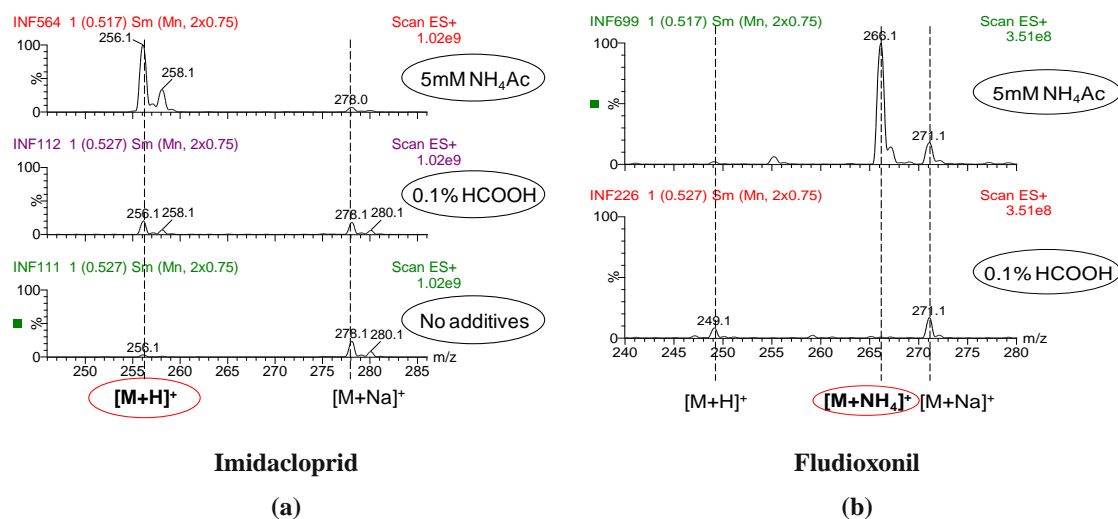 INF564 1 (0.517) Sm (Mn, 2x0.75)
Scan ES+
1.02e9
256.1
100
258.1
5mM NH₄Ac
%
278.0
0
INF112 1 (0.527) Sm (Mn, 2x0.75)
Scan ES+
1.02e9
100
0.1% HCOOH
%
256.1
258.1
278.1
280.1
0
INF111 1 (0.527) Sm (Mn, 2x0.75)
Scan ES+
1.02e9
100
No additives
%
256.1
278.1
280.1
0
m/z
250 255 260 265 270 275 280 285
[M+H]⁺
[M+Na]⁺
Imidacloprid
(a)
INF699 1 (0.517) Sm (Mn, 2x0.75)
Scan ES+
3.51e8
266.1
100
5mM NH₄Ac
%
271.1
0
INF226 1 (0.527) Sm (Mn, 2x0.75)
Scan ES+
3.51e8
100
0.1% HCOOH
%
249.1
271.1
0
m/z
240 245 250 255 260 265 270 275 280
[M+H]⁺
[M+NH₄]⁺
[M+Na]⁺
Fludioxonil
(b)